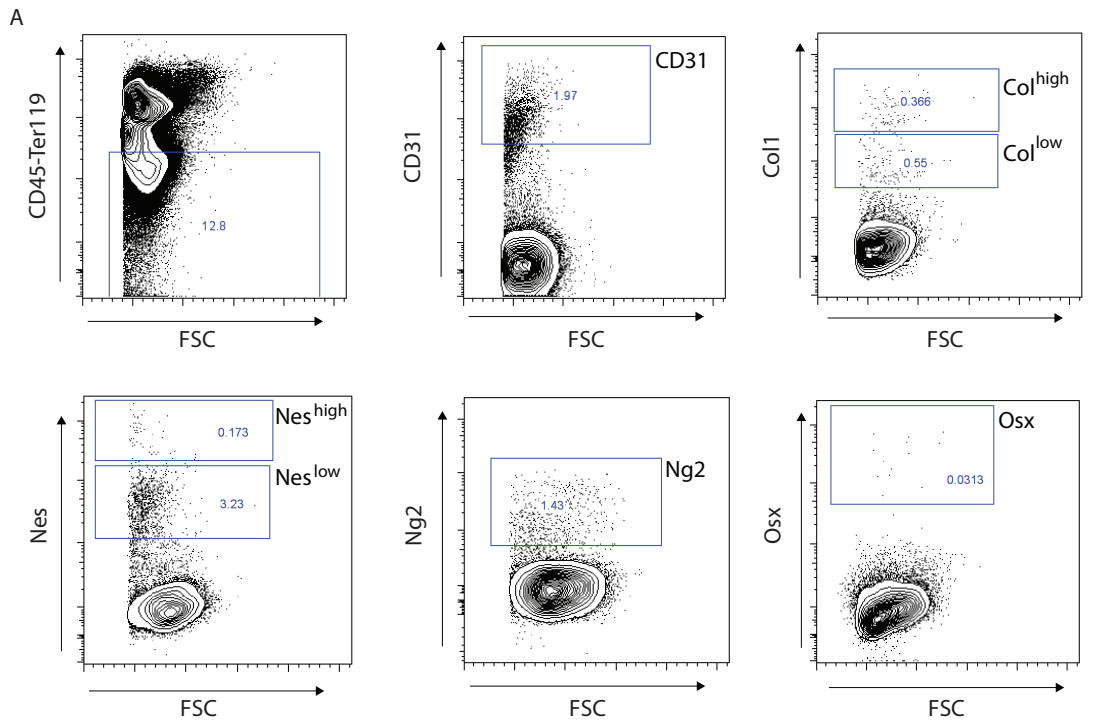 A
CD45-Ter119
12.8
FSC
CD31
CD31
1.97
FSC
Col1
Colhigh
0.366
Collow
0.55
FSC
Nes
Neshigh
0.173
Neslow
3.23
FSC
Ng2
Ng2
1.43
FSC
Osx
Osx
0.0313
FSC